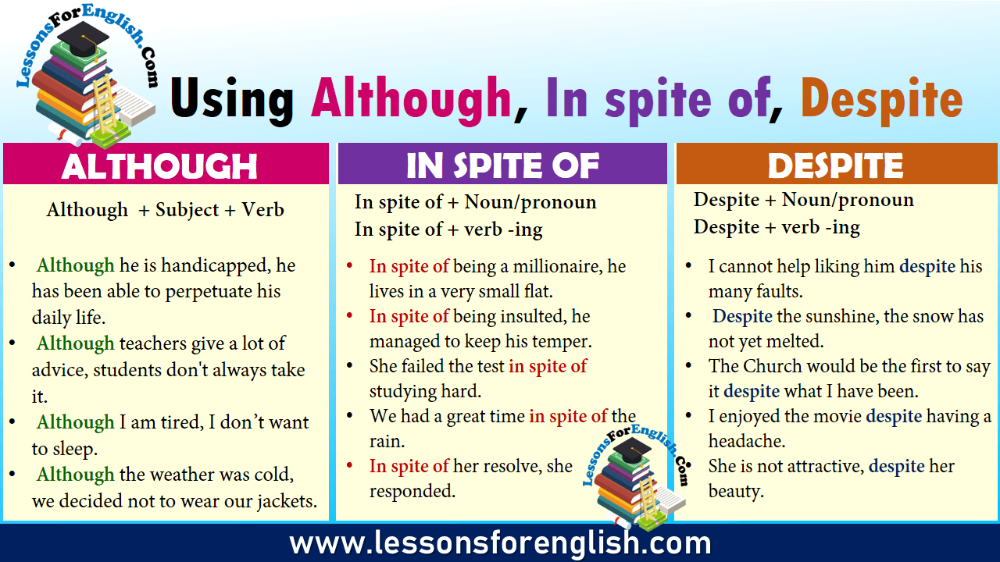 LessonsForEnglish.Com
Using Although, In spite of, Despite
ALTHOUGH
Although + Subject + Verb
• Although he is handicapped, he
has been able to perpetuate his
daily life.
• Although teachers give a lot of
advice, students don't always take
it.
• Although I am tired, I don’t want
to sleep.
• Although the weather was cold,
we decided not to wear our jackets.
IN SPITE OF
In spite of + Noun/pronoun
In spite of + verb -ing
• In spite of being a millionaire, he
lives in a very small flat.
• In spite of being insulted, he
managed to keep his temper.
• She failed the test in spite of
studying hard.
• We had a great time in spite of the
rain.
• In spite of her resolve, she
responded.
LessonsForEnglish.Com
DESPITE
Despite + Noun/pronoun
Despite + verb -ing
• I cannot help liking him despite his
many faults.
• Despite the sunshine, the snow has
not yet melted.
• The Church would be the first to say
it despite what I have been.
• I enjoyed the movie despite having a
headache.
• She is not attractive, despite her
beauty.
www.lessonsforenglish.com